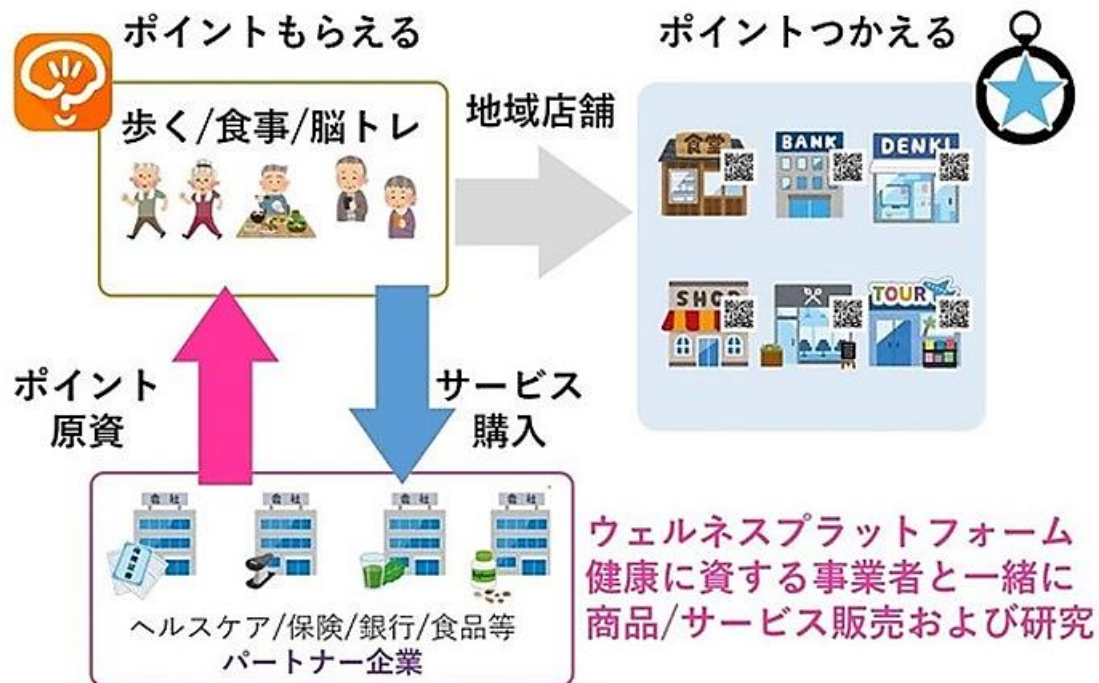 ポイントもらえる
ポイントつかえる
歩く/食事/脳トレ
地域店舗
食堂
BANK
DENKI
SHOP
TOUR
ポイント
原資
サービス
購入
会社
会社
会社
会社
ヘルスケア/保険/銀行/食品等
パートナー企業
ウェルネスプラットフォーム
健康に資する事業者と一緒に
商品/サービス販売および研究